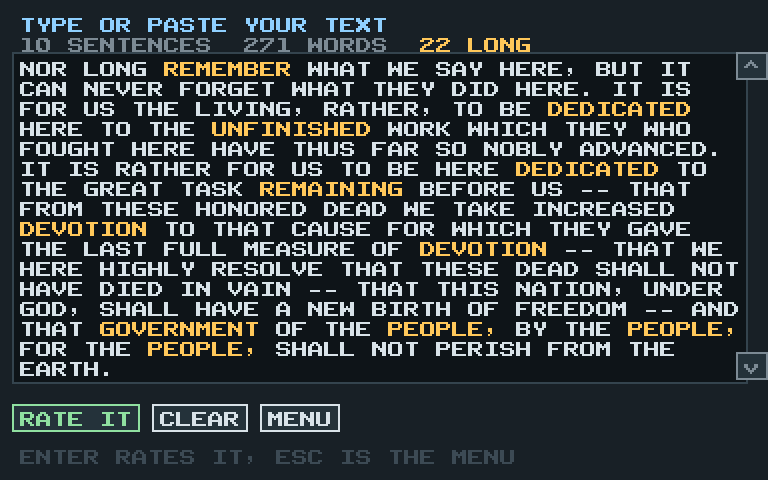 TYPE OR PASTE YOUR TEXT
10 SENTENCES 271 WORDS 22 LONG
NOR LONG REMEMBER WHAT WE SAY HERE, BUT IT
CAN NEVER FORGET WHAT THEY DID HERE. IT IS
FOR US THE LIVING, RATHER, TO BE DEDICATED
HERE TO THE UNFINISHED WORK WHICH THEY WHO
FOUGHT HERE HAVE THUS FAR SO NOBLY ADVANCED.
IT IS RATHER FOR US TO BE HERE DEDICATED TO
THE GREAT TASK REMAINING BEFORE US -- THAT
FROM THESE HONORED DEAD WE TAKE INCREASED
DEVOTION TO THAT CAUSE FOR WHICH THEY GAVE
THE LAST FULL MEASURE OF DEVOTION -- THAT WE
HERE HIGHLY RESOLVE THAT THESE DEAD SHALL NOT
HAVE DIED IN VAIN -- THAT THIS NATION, UNDER
GOD, SHALL HAVE A NEW BIRTH OF FREEDOM -- AND
THAT GOVERNMENT OF THE PEOPLE, BY THE PEOPLE,
FOR THE PEOPLE, SHALL NOT PERISH FROM THE
EARTH.
RATE IT CLEAR MENU
ENTER RATES IT, ESC IS THE MENU